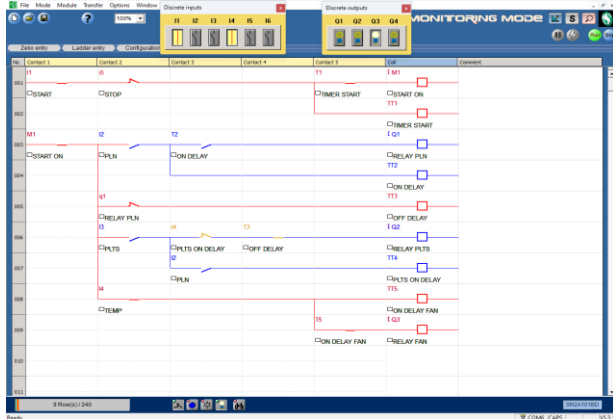 File Mode Module Transfer Options Window
Discrete inputs
Discrete outputs
100%
I1 I2 I3 I4 I5 I6
Q1 Q2 Q3 Q4
MONITORING MODE
Zelio entry Ladder entry Configuration
No Contact 1 Contact 2 Contact 3 Contact 4 Contact 5 Coil Comment
I1 i5 T1 [ M1
001
START STOP TIMER START START ON
TT1
002
TIMER START
M1 I2 T2 [ Q1
003
START ON PLN ON DELAY RELAY PLN
TT2
004
ON DELAY
q1 TT3
005
RELAY PLN OFF DELAY
I3 t4 T3 [ Q2
006
PLTS PLTS ON DELAY OFF DELAY RELAY PLTS
i2 TT4
007
PLN PLTS ON DELAY
I4 TT5
008
TEMP ON DELAY FAN
T5 [ Q3
009
ON DELAY FAN RELAY FAN
010
011
9 Row(s) / 240
SR2A101BD
Ready
COM6 CAPS